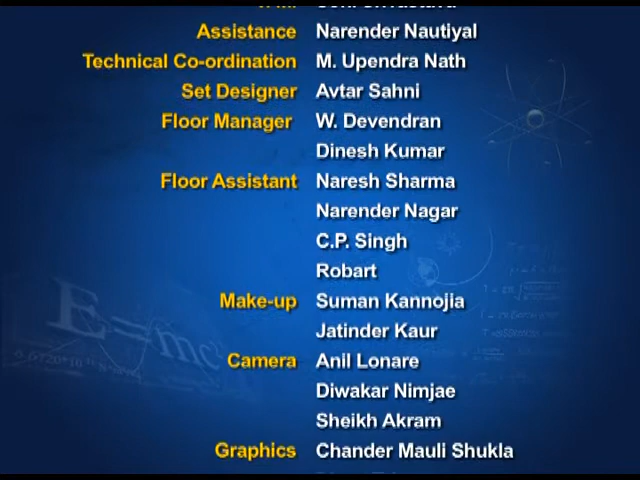 Assistance Narender Nautiyal
Technical Co-ordination M. Upendra Nath
Set Designer Avtar Sahni
Floor Manager W. Devendran
Dinesh Kumar
Floor Assistant Naresh Sharma
Narender Nagar
C.P. Singh
Robart
Make-up Suman Kannojia
Jatinder Kaur
Camera Anil Lonare
Diwakar Nimjae
Sheikh Akram
Graphics Chander Mauli Shukla
E=mc²